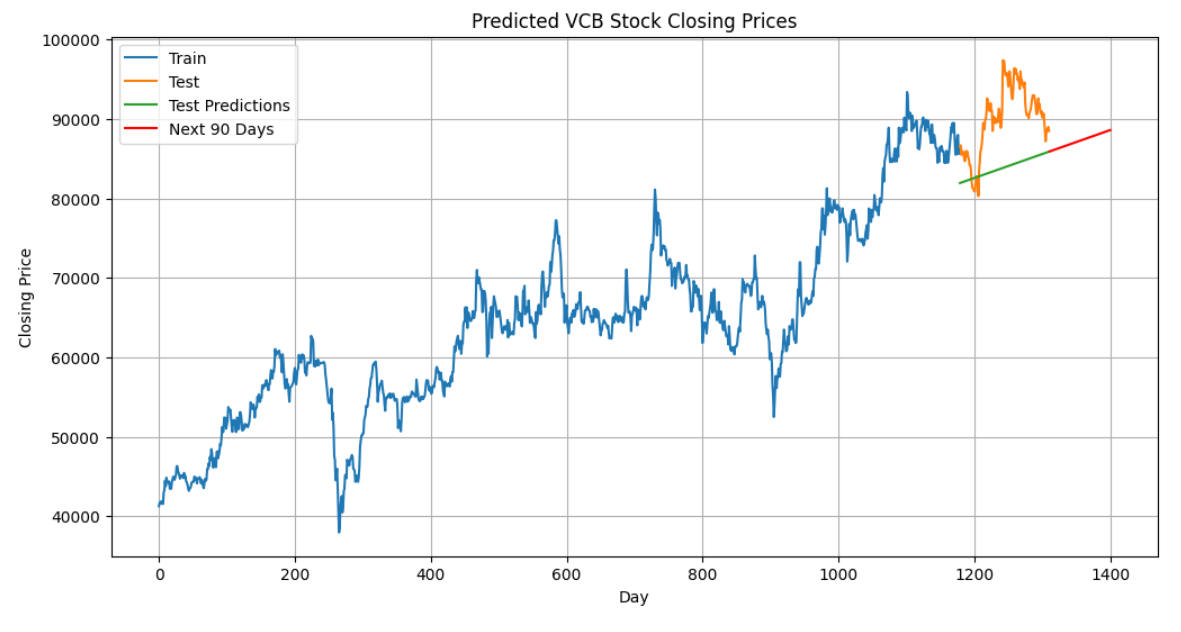 Predicted VCB Stock Closing Prices
Train
Test
Test Predictions
Next 90 Days
Closing Price
100000
90000
80000
70000
60000
50000
40000
0 200 400 600 800 1000 1200 1400
Day